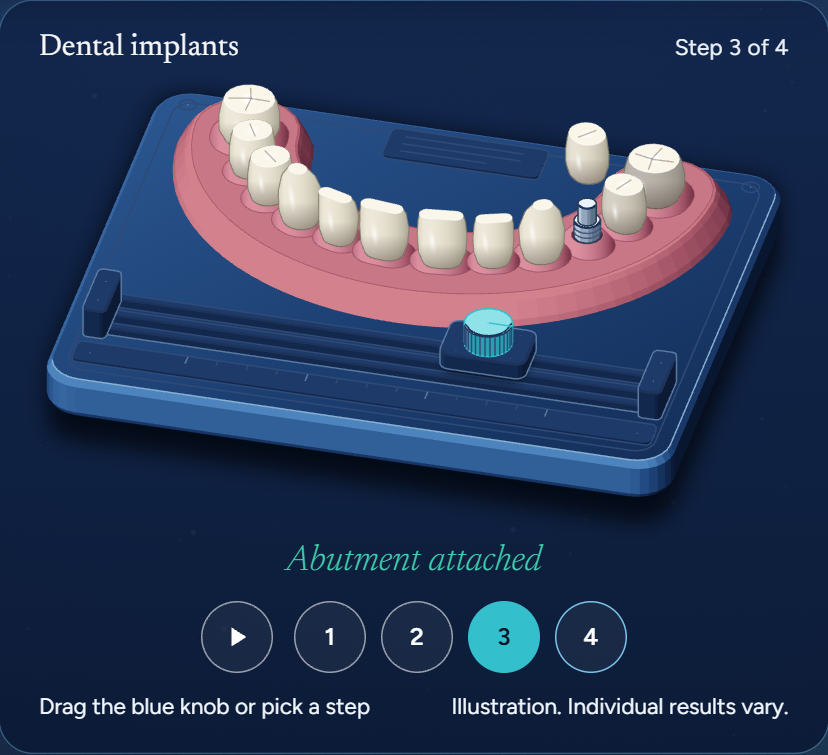 Dental implants
Step 3 of 4
Abutment attached
1
2
3
4
Drag the blue knob or pick a step
Illustration. Individual results vary.